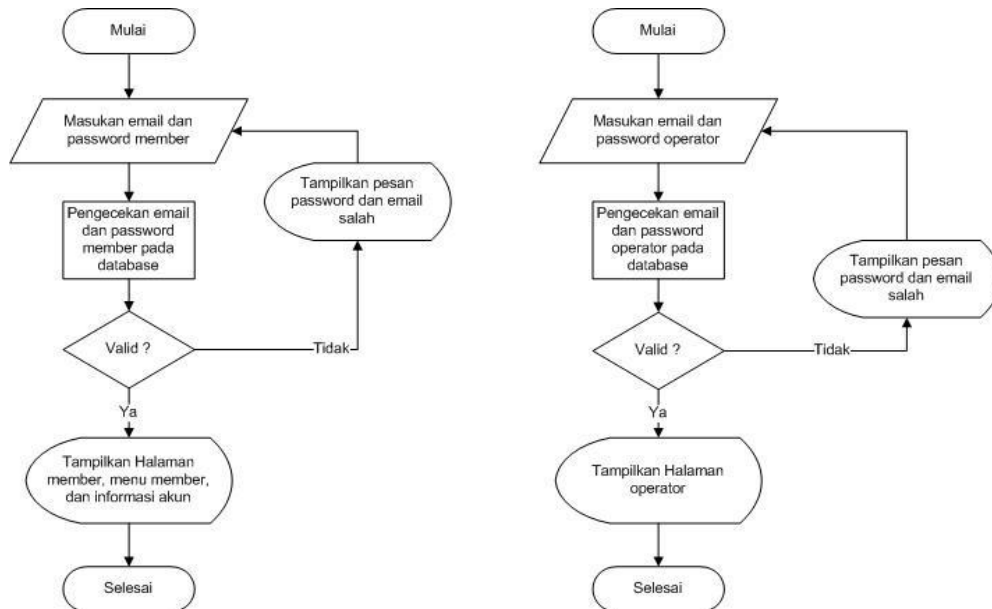 Mulai
Masukan email dan
password member
Tampilkan pesan
password dan email
salah
Pengecekan email
dan password
member pada
database
Valid ?
Tidak
Ya
Tampilkan Halaman
member, menu member,
dan informasi akun
Selesai
Mulai
Masukan email dan
password operator
Pengecekan email
dan password
operator pada
database
Tampilkan pesan
password dan email
salah
Valid ?
Tidak
Ya
Tampilkan Halaman
operator
Selesai